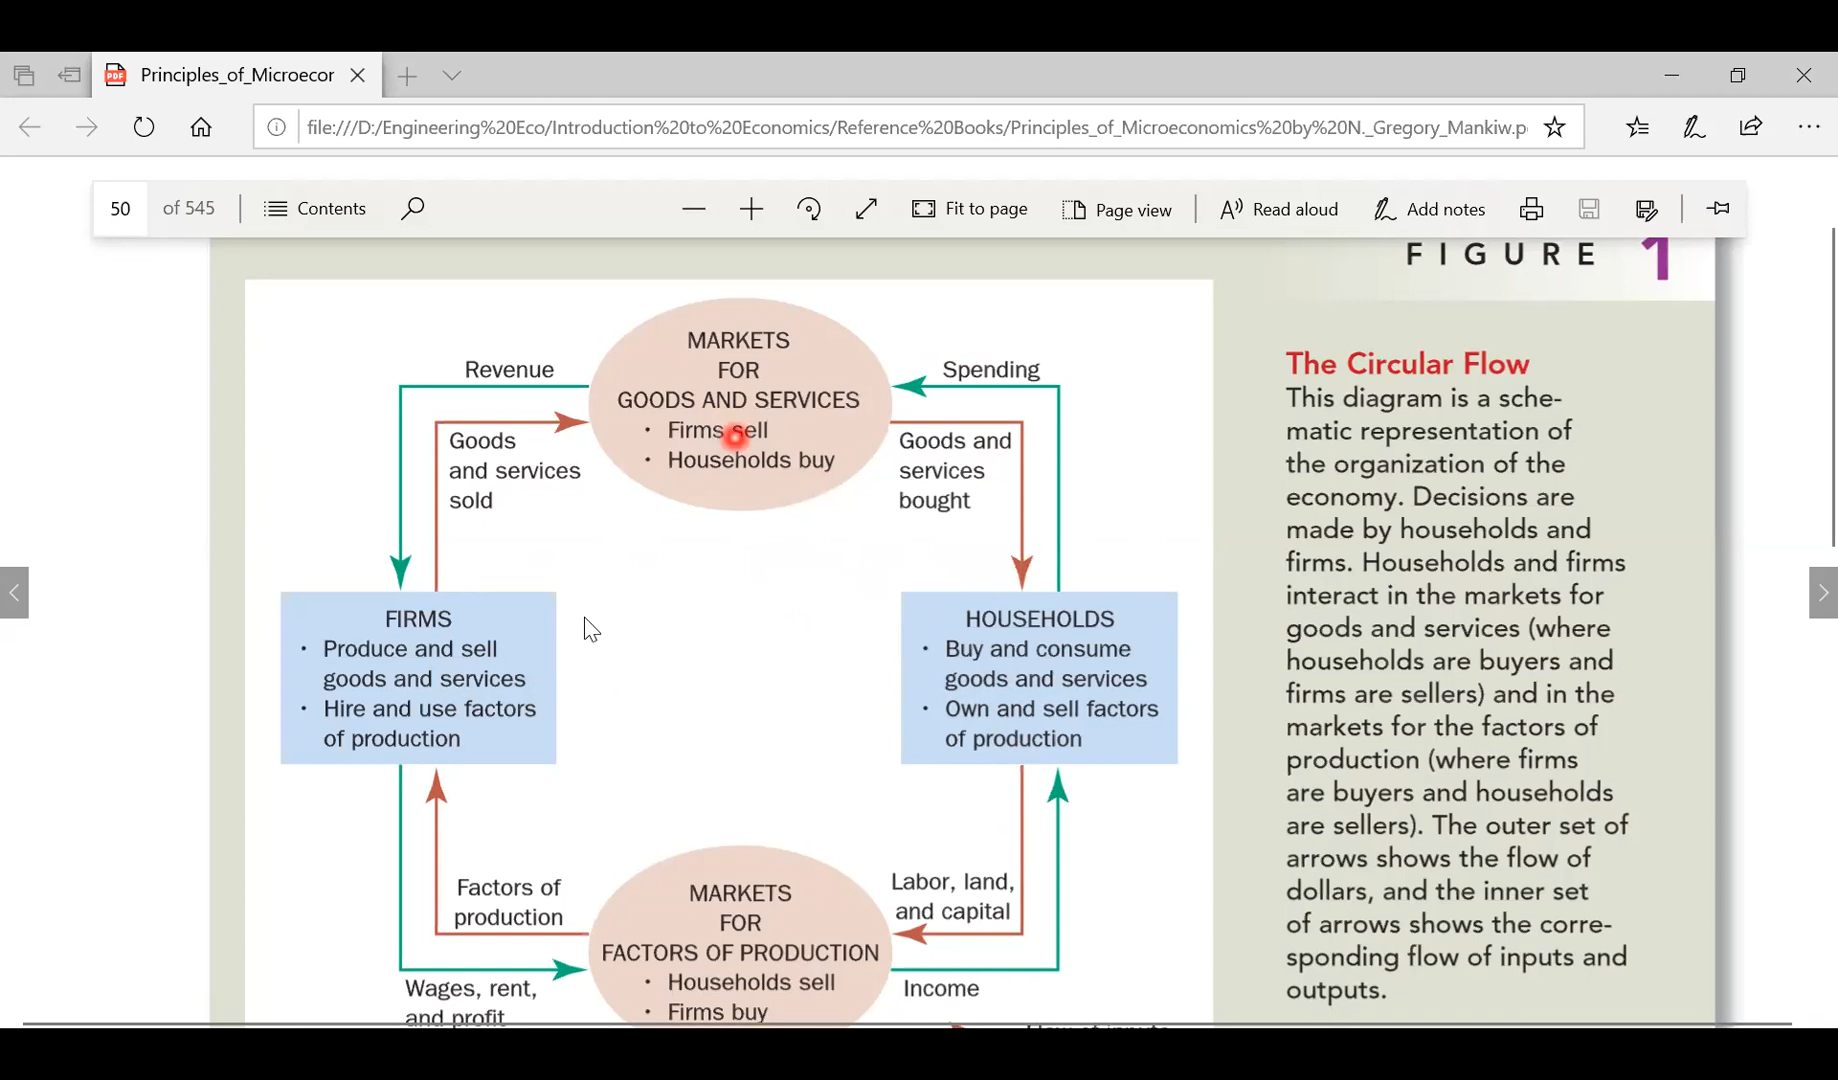 Principles_of_Microecor
file:///D:/Engineering%20Eco/Introduction%20to%20Economics/Reference%20Books/Principles_of_Microeconomics%20by%20N._Gregory_Mankiw.p
50 of 545 Contents Fit to page Page view Read aloud Add notes
FIGURE 1
MARKETS
FOR
GOODS AND SERVICES
• Firms sell
• Households buy
Revenue
Spending
Goods
and services
sold
Goods and
services
bought
FIRMS
• Produce and sell
goods and services
• Hire and use factors
of production
HOUSEHOLDS
• Buy and consume
goods and services
• Own and sell factors
of production
Factors of
production
Labor, land,
and capital
MARKETS
FOR
FACTORS OF PRODUCTION
• Households sell
• Firms buy
Wages, rent,
and profit
Income
The Circular Flow
This diagram is a sche-
matic representation of
the organization of the
economy. Decisions are
made by households and
firms. Households and firms
interact in the markets for
goods and services (where
households are buyers and
firms are sellers) and in the
markets for the factors of
production (where firms
are buyers and households
are sellers). The outer set of
arrows shows the flow of
dollars, and the inner set
of arrows shows the corre-
sponding flow of inputs and
outputs.